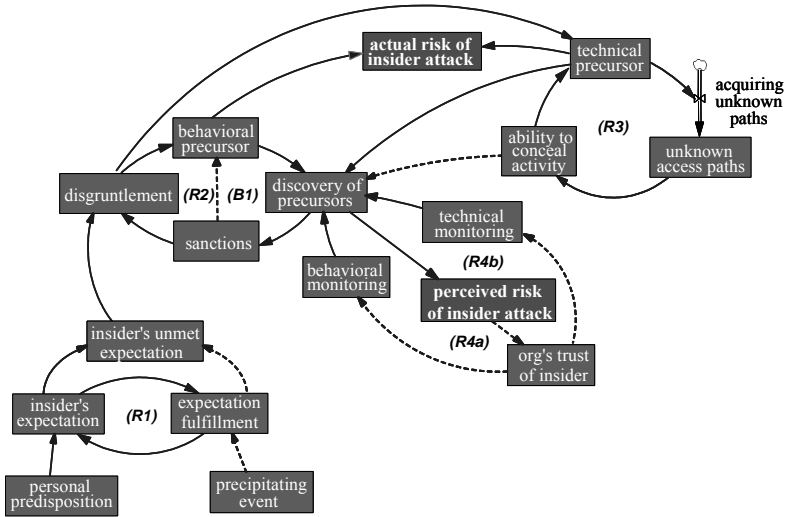 actual risk of
insider attack
technical
precursor
acquiring
unknown
paths
behavioral
precursor
ability to
conceal
activity
(R3)
unknown
access paths
disgruntlement
(R2)
(B1)
discovery of
precursors
sanctions
technical
monitoring
behavioral
monitoring
(R4b)
perceived risk
of insider attack
(R4a)
insider's unmet
expectation
org's trust
of insider
insider's
expectation
(R1)
expectation
fulfillment
personal
predisposition
precipitating
event